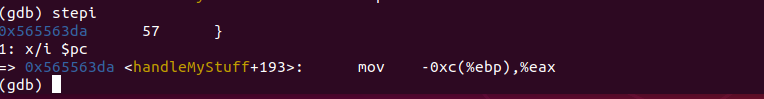 (gdb) stepi
0x565563da      57      }
1: x/i $pc
=> 0x565563da <handleMyStuff+193>:      mov    -0xc(%ebp),%eax
(gdb)